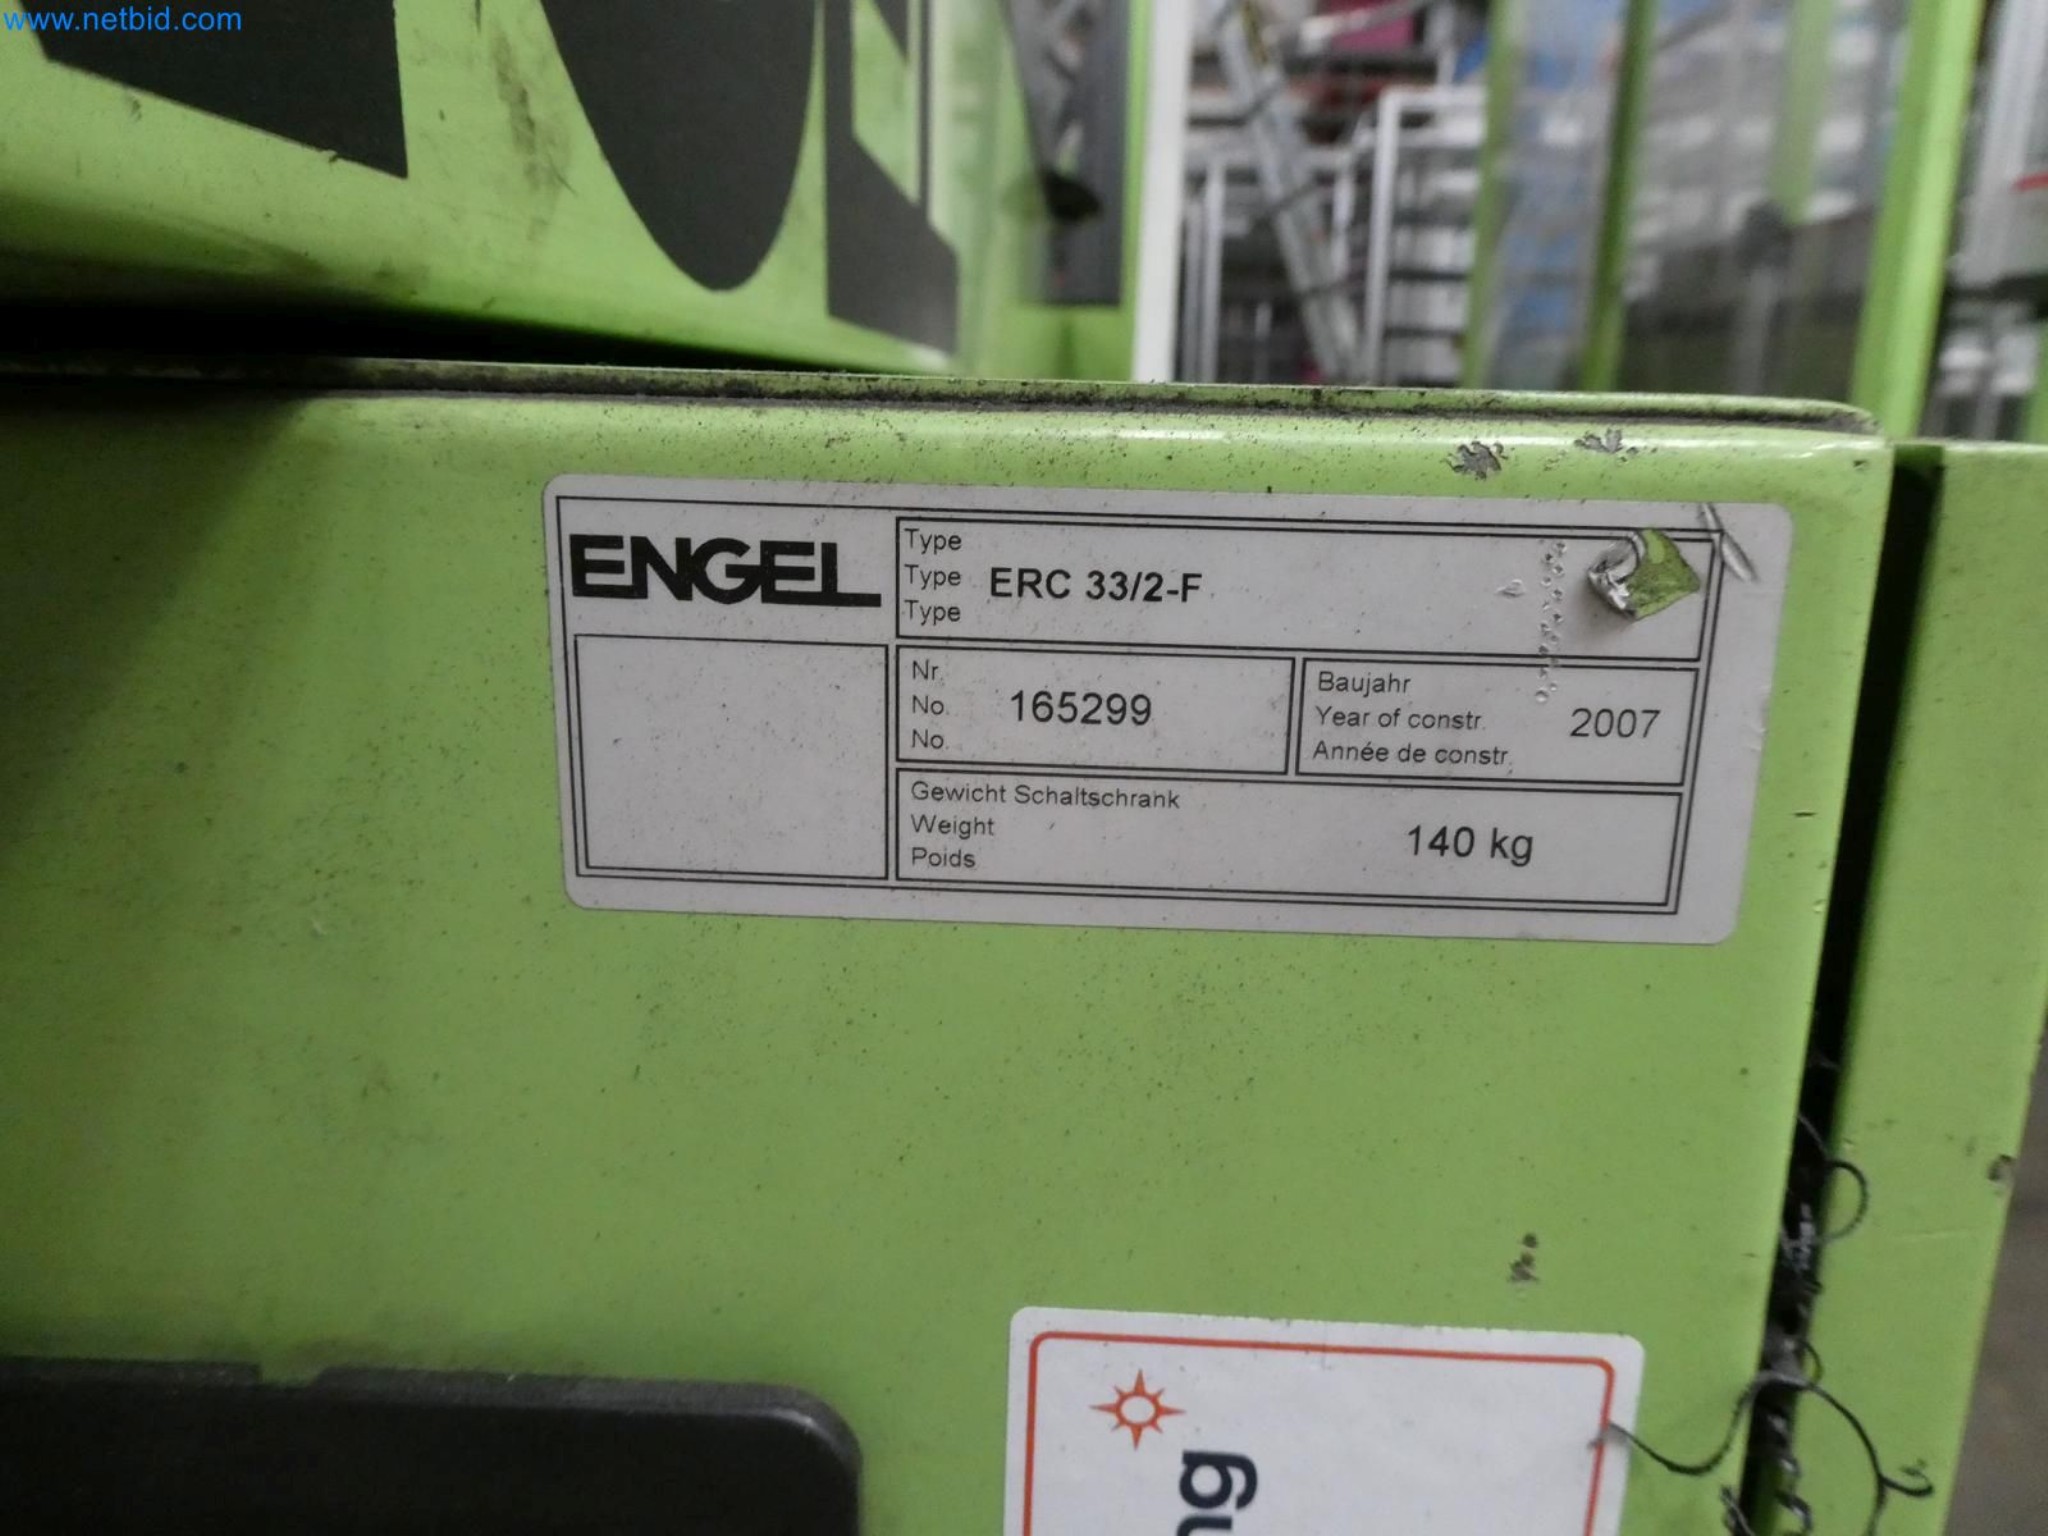 www.netbid.com
ENGEL
Type
Type ERC 33/2-F
Type
Nr.
No. 165299
No.
Baujahr
Year of constr. 2007
Année de constr.
Gewicht Schaltschrank
Weight 140 kg
Poids